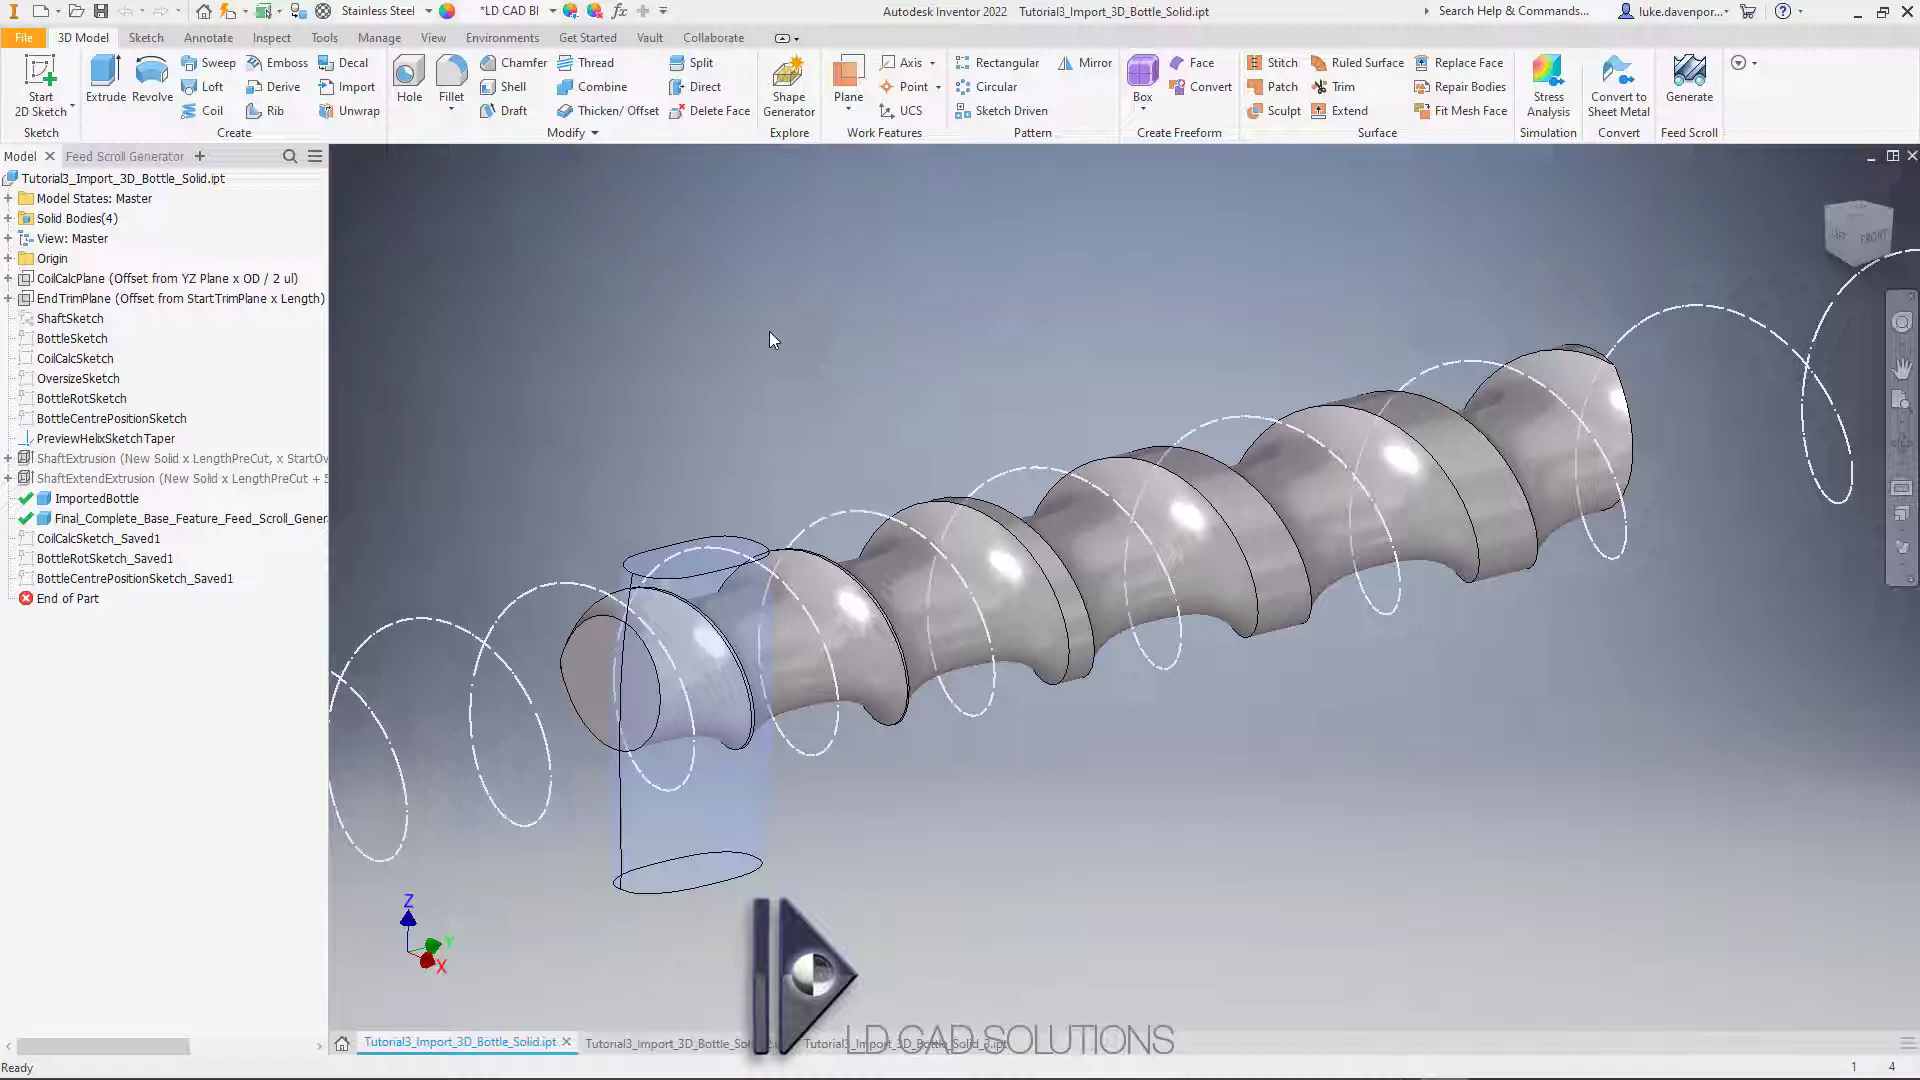 Stainless Steel *LD CAD BI Autodesk Inventor 2022 Tutorial3_Import_3D_Bottle_Solid.ipt Search Help & Commands... luke.davenpor...
File 3D Model Sketch Annotate Inspect Tools Manage View Environments Get Started Vault Collaborate
Start
2D Sketch
Sketch
Extrude Revolve
Sweep Emboss Decal
Loft Derive Import
Coil Rib Unwrap
Create
Hole Fillet
Chamfer Thread Split
Shell Combine Direct
Draft Thicken/ Offset Delete Face
Modify
Shape
Generator
Explore
Plane
Axis
Point
UCS
Work Features
Rectangular Mirror
Circular
Sketch Driven
Pattern
Box Face
Convert
Create Freeform
Stitch Ruled Surface Replace Face
Patch Trim Repair Bodies
Sculpt Extend Fit Mesh Face
Surface
Stress
Analysis
Simulation
Convert to
Sheet Metal
Convert
Generate
Feed Scroll
Model Feed Scroll Generator
Tutorial3_Import_3D_Bottle_Solid.ipt
Model States: Master
Solid Bodies(4)
View: Master
Origin
CoilCalcPlane (Offset from YZ Plane x OD / 2 ul)
EndTrimPlane (Offset from StartTrimPlane x Length)
ShaftSketch
BottleSketch
CoilCalcSketch
OversizeSketch
BottleRotSketch
BottleCentrePositionSketch
PreviewHelixSketchTaper
ShaftExtrusion (New Solid x LengthPreCut, x StartOv
ShaftExtendExtrusion (New Solid x LengthPreCut + 5
ImportedBottle
Final_Complete_Base_Feature_Feed_Scroll_Gener
CoilCalcSketch_Saved1
BottleRotSketch_Saved1
BottleCentrePositionSketch_Saved1
End of Part
FRONT
Z
Y
X
Tutorial3_Import_3D_Bottle_Solid.ipt
LD CAD SOLUTIONS
Ready 1 4